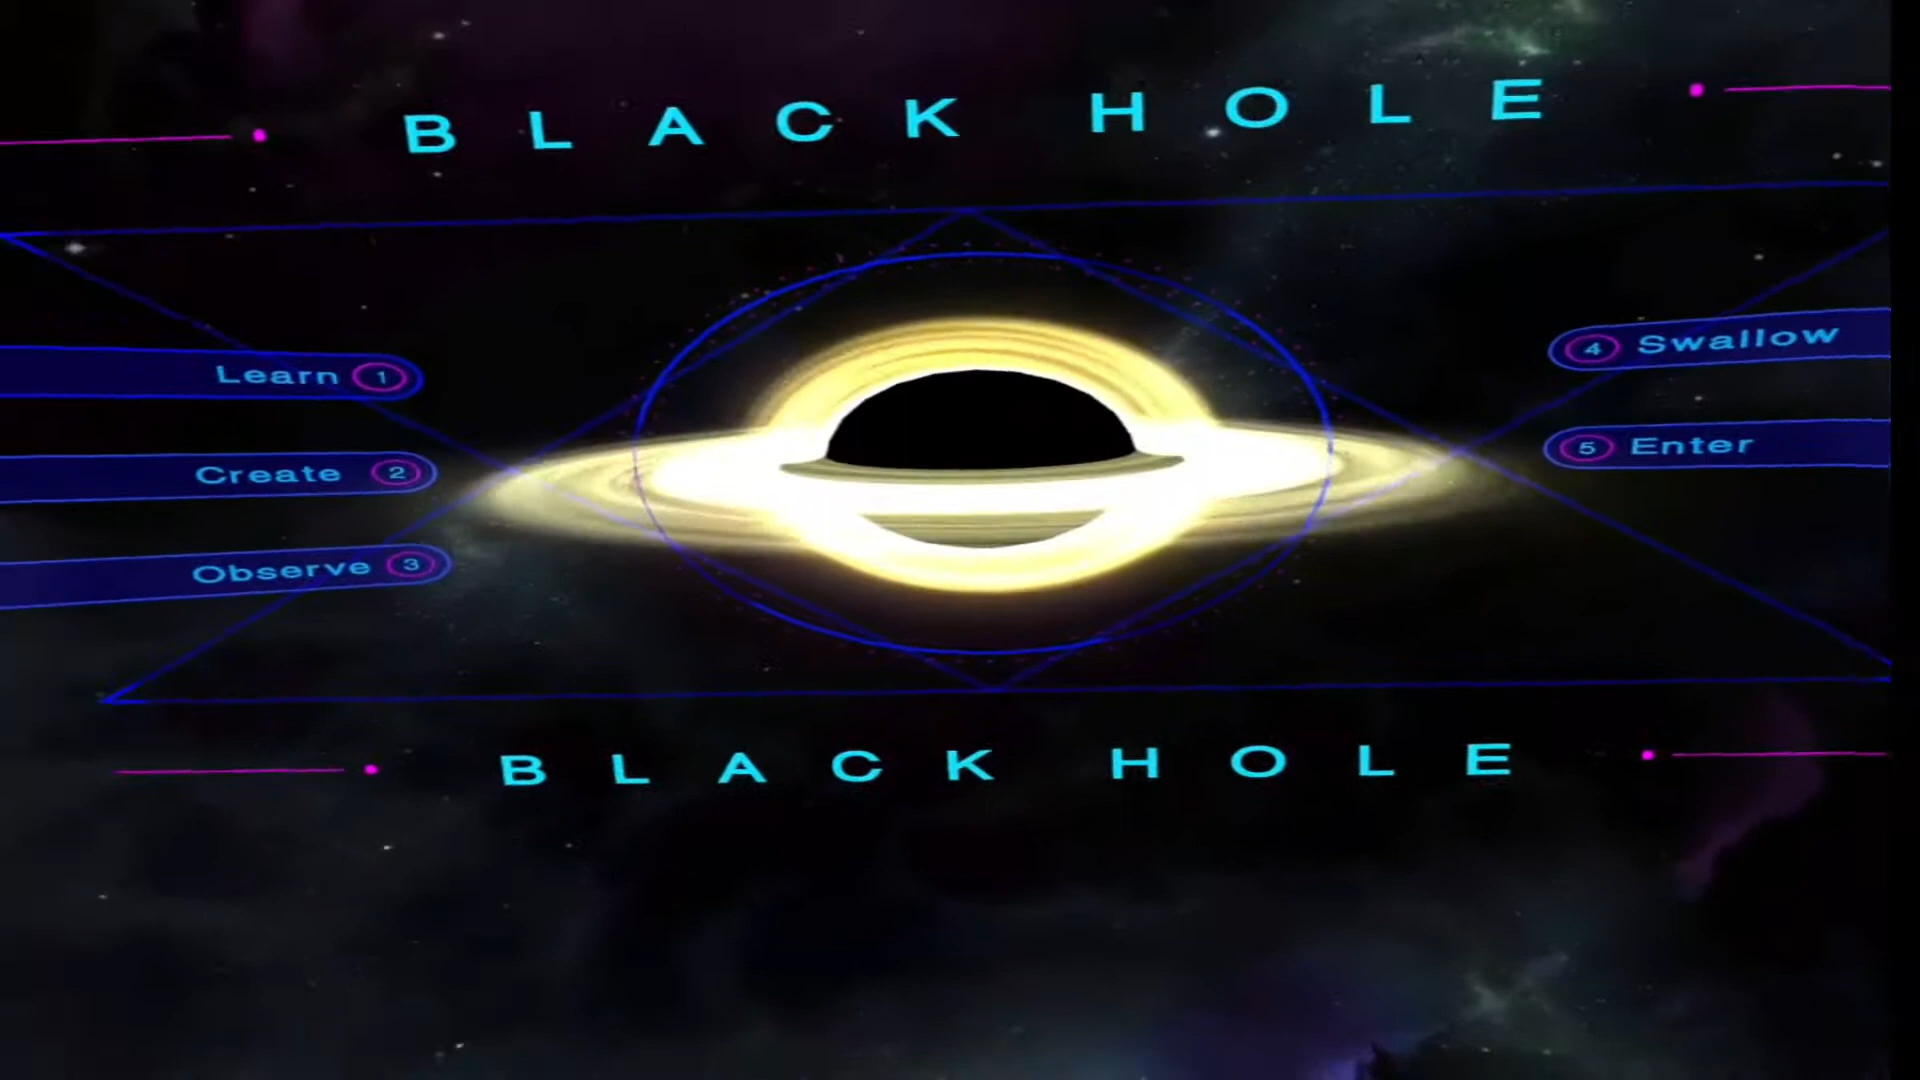 BLACK HOLE
Learn 1
Create 2
Observe 3
4 Swallow
5 Enter
BLACK HOLE